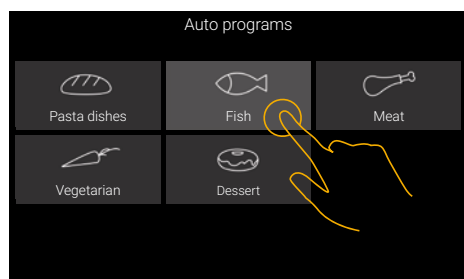 Auto programs
Pasta dishes
Fish
Meat
Vegetarian
Dessert